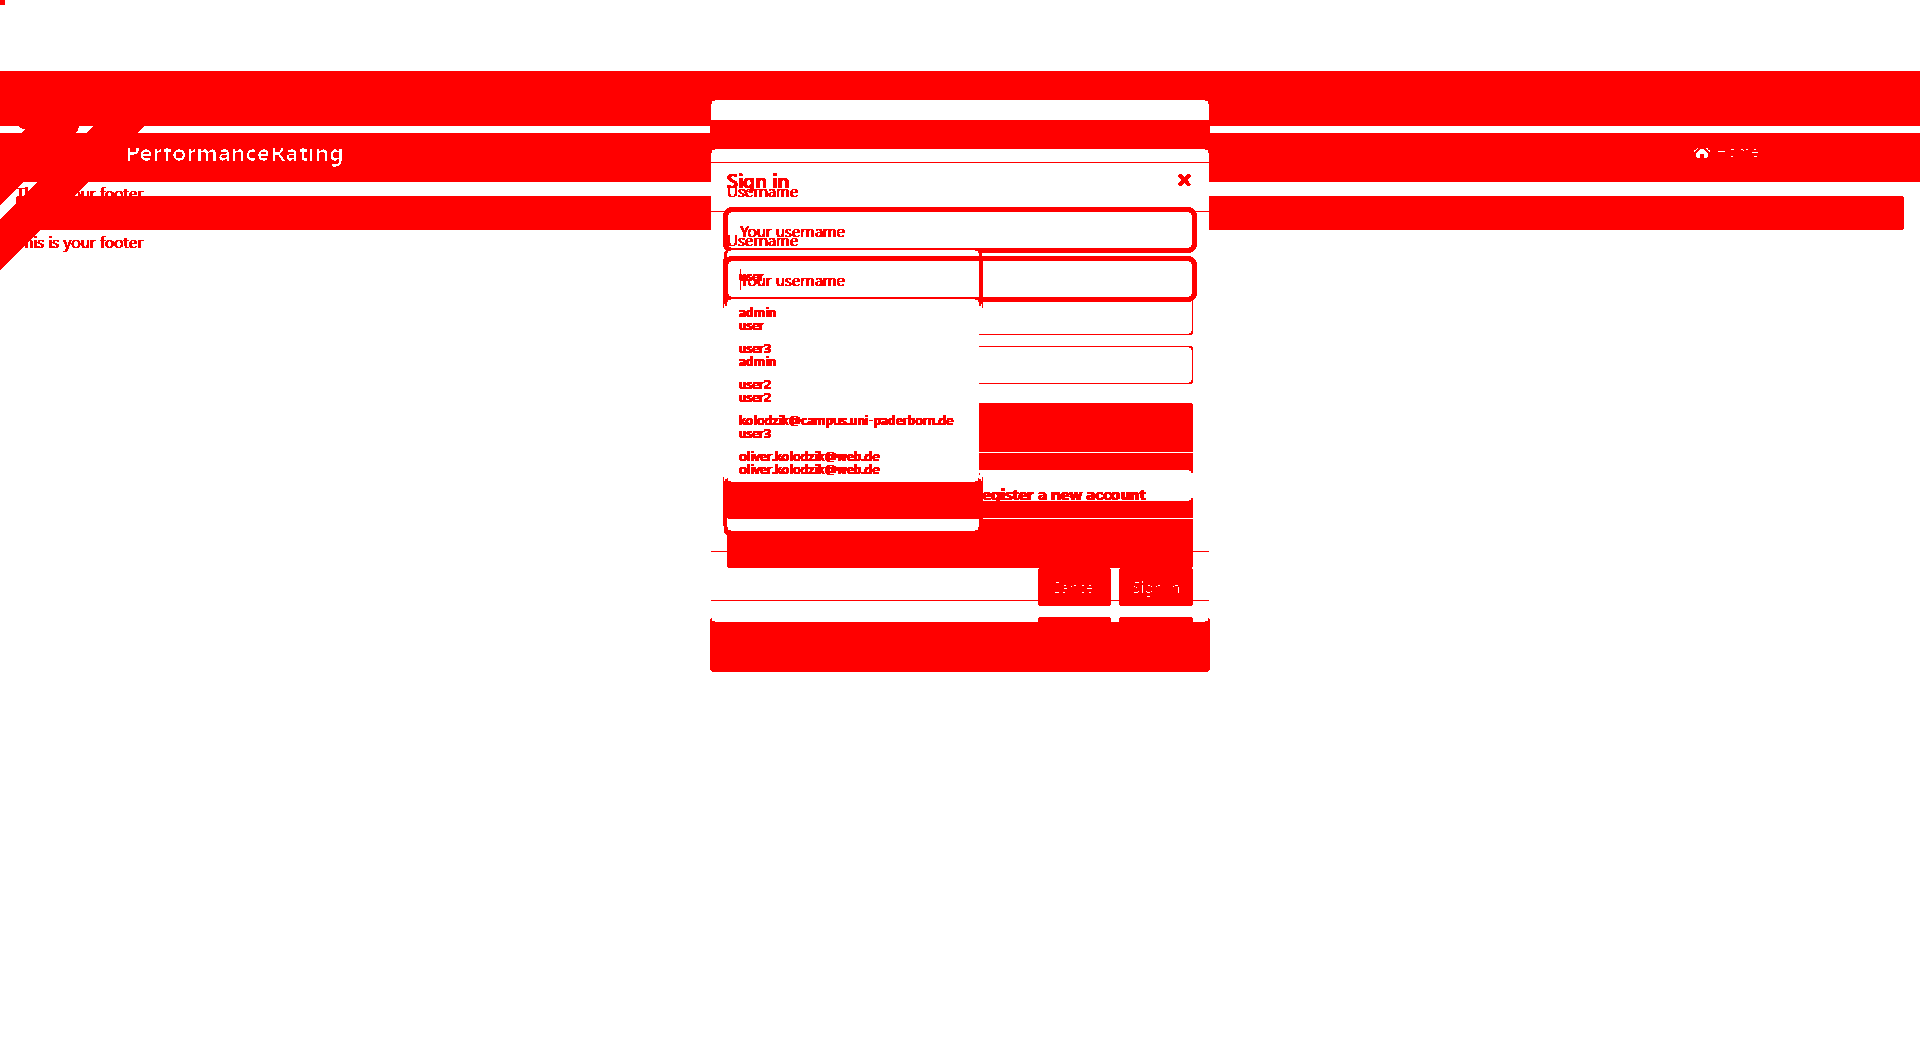 PerformanceRating
Home
Sign in
Username
your footer
Your username
Username
This is your footer
user
Your username
admin
user
user3
admin
user2
user2
kolodzik@campus.uni-paderborn.de
user3
oliver.kolodzik@web.de
oliver.kolodzik@web.de
register a new account
Cancel
Sign in